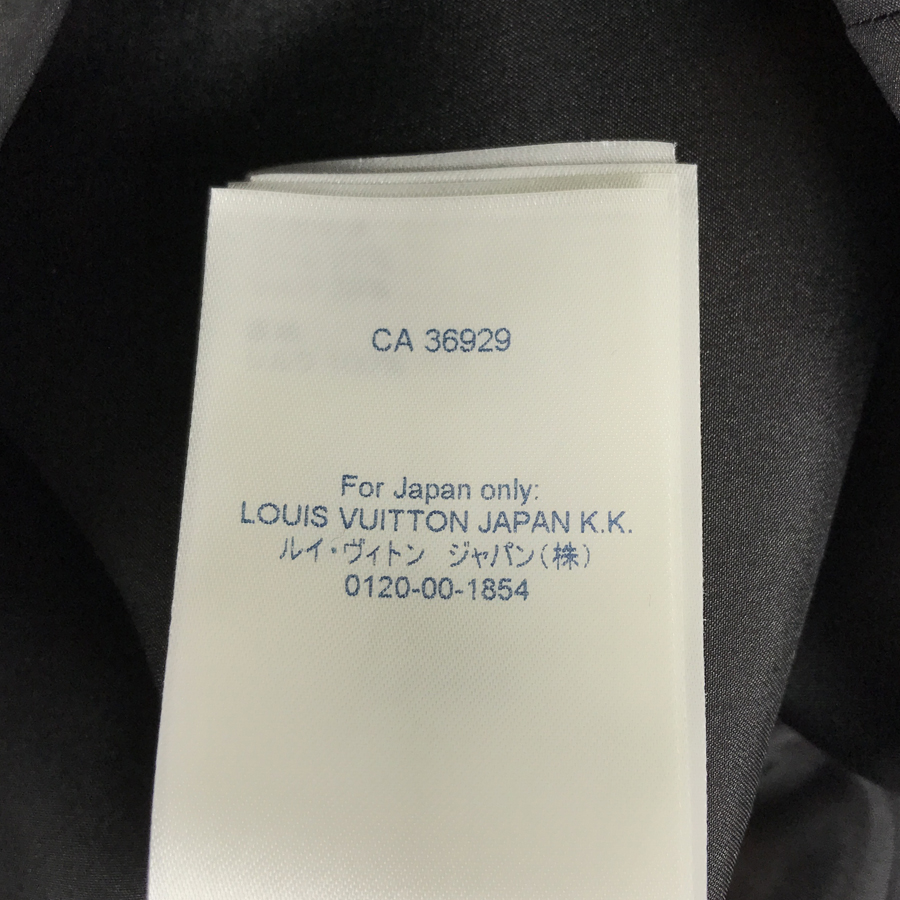 CA 36929
For Japan only:
LOUIS VUITTON JAPAN K.K.
ルイ・ヴィトン　ジャパン(株)
0120-00-1854